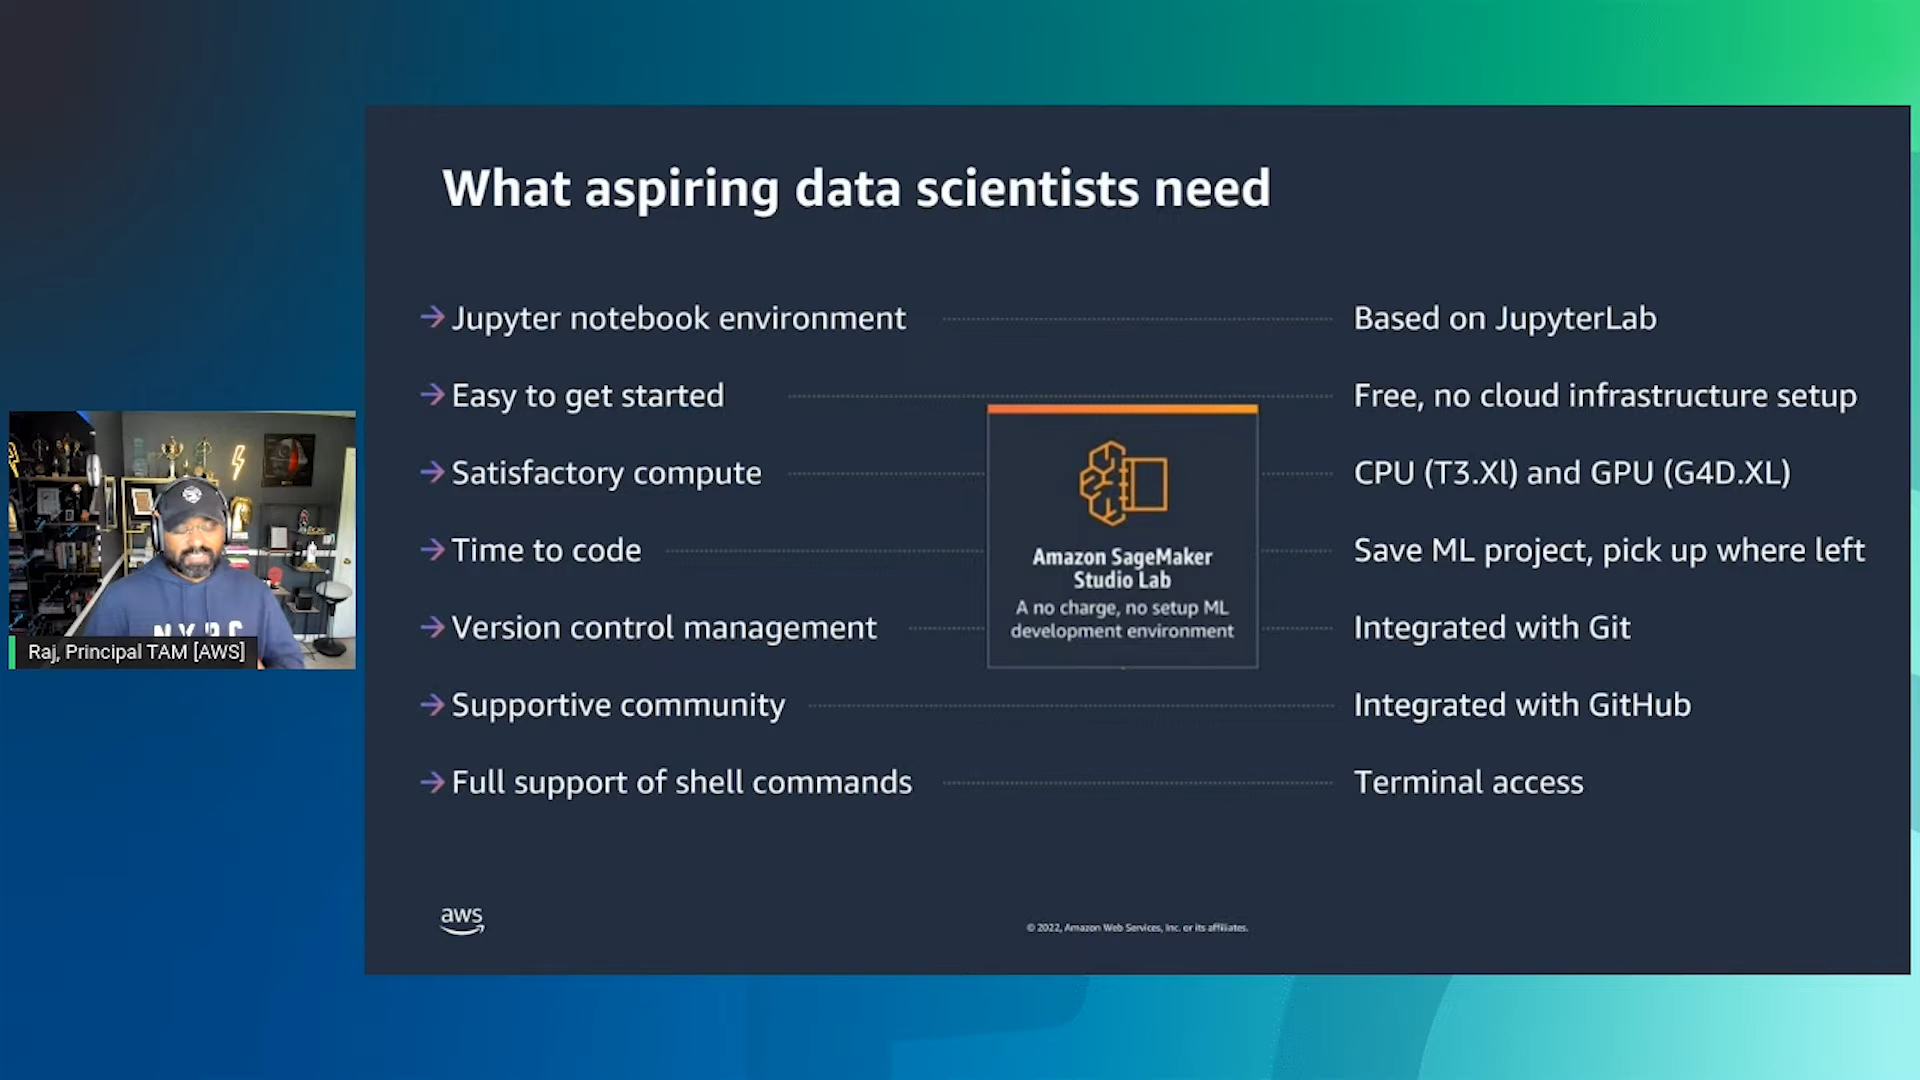 What aspiring data scientists need
Jupyter notebook environment
Based on JupyterLab
Easy to get started
Free, no cloud infrastructure setup
Satisfactory compute
CPU (T3.Xl) and GPU (G4D.XL)
Time to code
Save ML project, pick up where left
Version control management
Integrated with Git
Supportive community
Integrated with GitHub
Full support of shell commands
Terminal access
Amazon SageMaker
Studio Lab
A no charge, no setup ML
development environment
Raj, Principal TAM [AWS]
aws
© 2022, Amazon Web Services, Inc. or its affiliates.